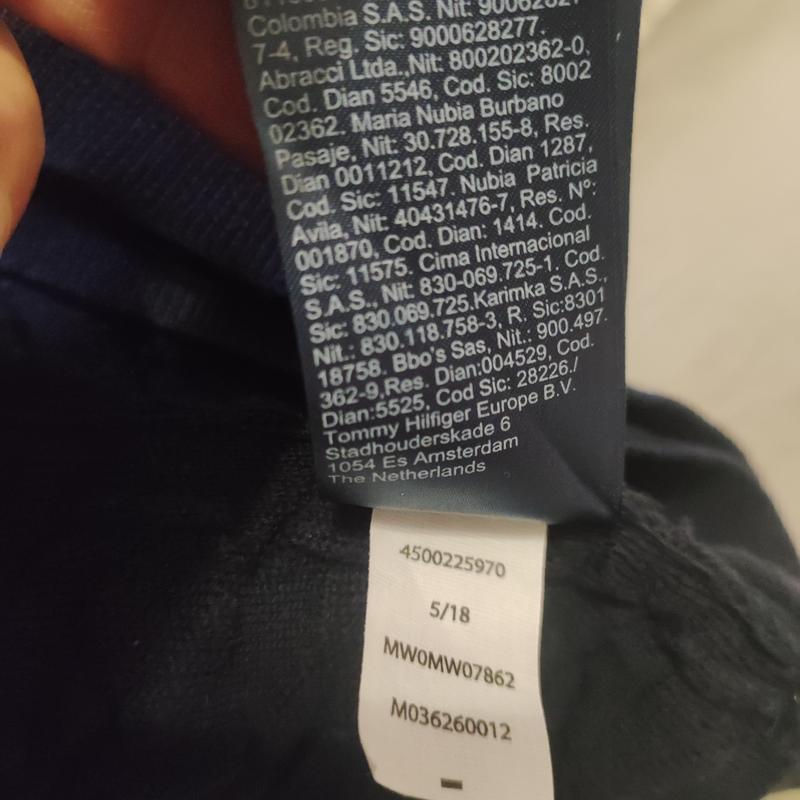 Colombia S.A.S. Nit:
7-4, Reg. Sic: 9000628277.
Abracci Ltda.,Nit: 800202362-0,
Cod. Dian 5546, Cod. Sic: 8002
02362. Maria Nubia Burbano
Pasaje, Nit: 30.728.155-8, Res.
Dian 0011212, Cod. Dian 1287,
Cod. Sic: 11547. Nubia Patricia
Avila, Nit: 40431476-7, Res. Nº:
001870, Cod. Dian: 1414. Cod.
Sic: 11575. Cima Internacional
S.A.S., Nit: 830-069.725-1. Cod.
Sic: 830.069.725.Karimka S.A.S.,
Nit.: 830.118.758-3, R. Sic:8301
18758. Bbo's Sas, Nit.: 900.497.
362-9,Res. Dian:004529, Cod.
Dian:5525, Cod Sic: 28226./
Tommy Hilfiger Europe B.V.
Stadhouderskade 6
1054 Es Amsterdam
The Netherlands
4500225970
5/18
MW0MW07862
M036260012